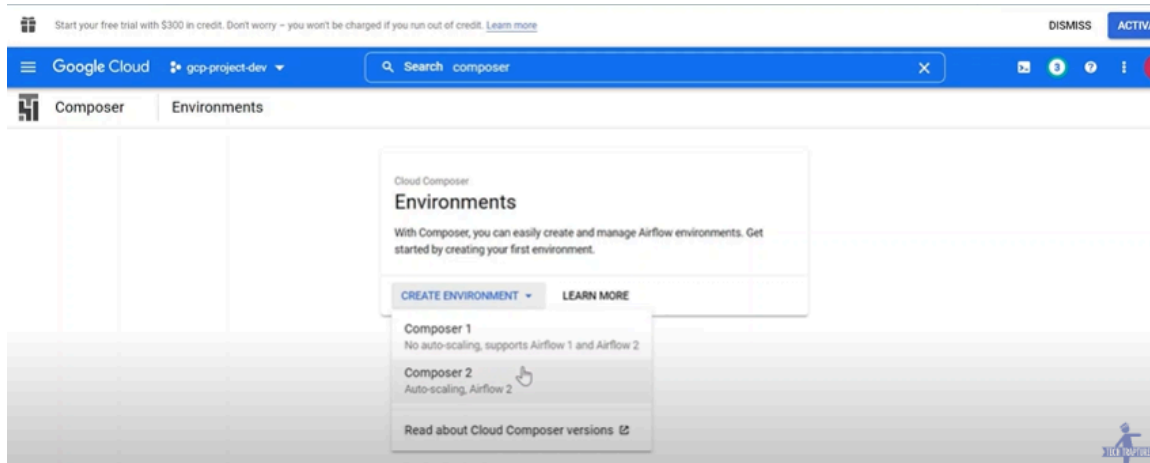 Start your free trial with $300 in credit. Don't worry – you won't be charged if you run out of credit. Learn more
DISMISS
Google Cloud
gcp-project-dev
Search composer
3
Composer
Environments
Cloud Composer
Environments
With Composer, you can easily create and manage Airflow environments. Get
started by creating your first environment.
CREATE ENVIRONMENT
LEARN MORE
Composer 1
No auto-scaling, supports Airflow 1 and Airflow 2
Composer 2
Auto-scaling, Airflow 2
Read about Cloud Composer versions